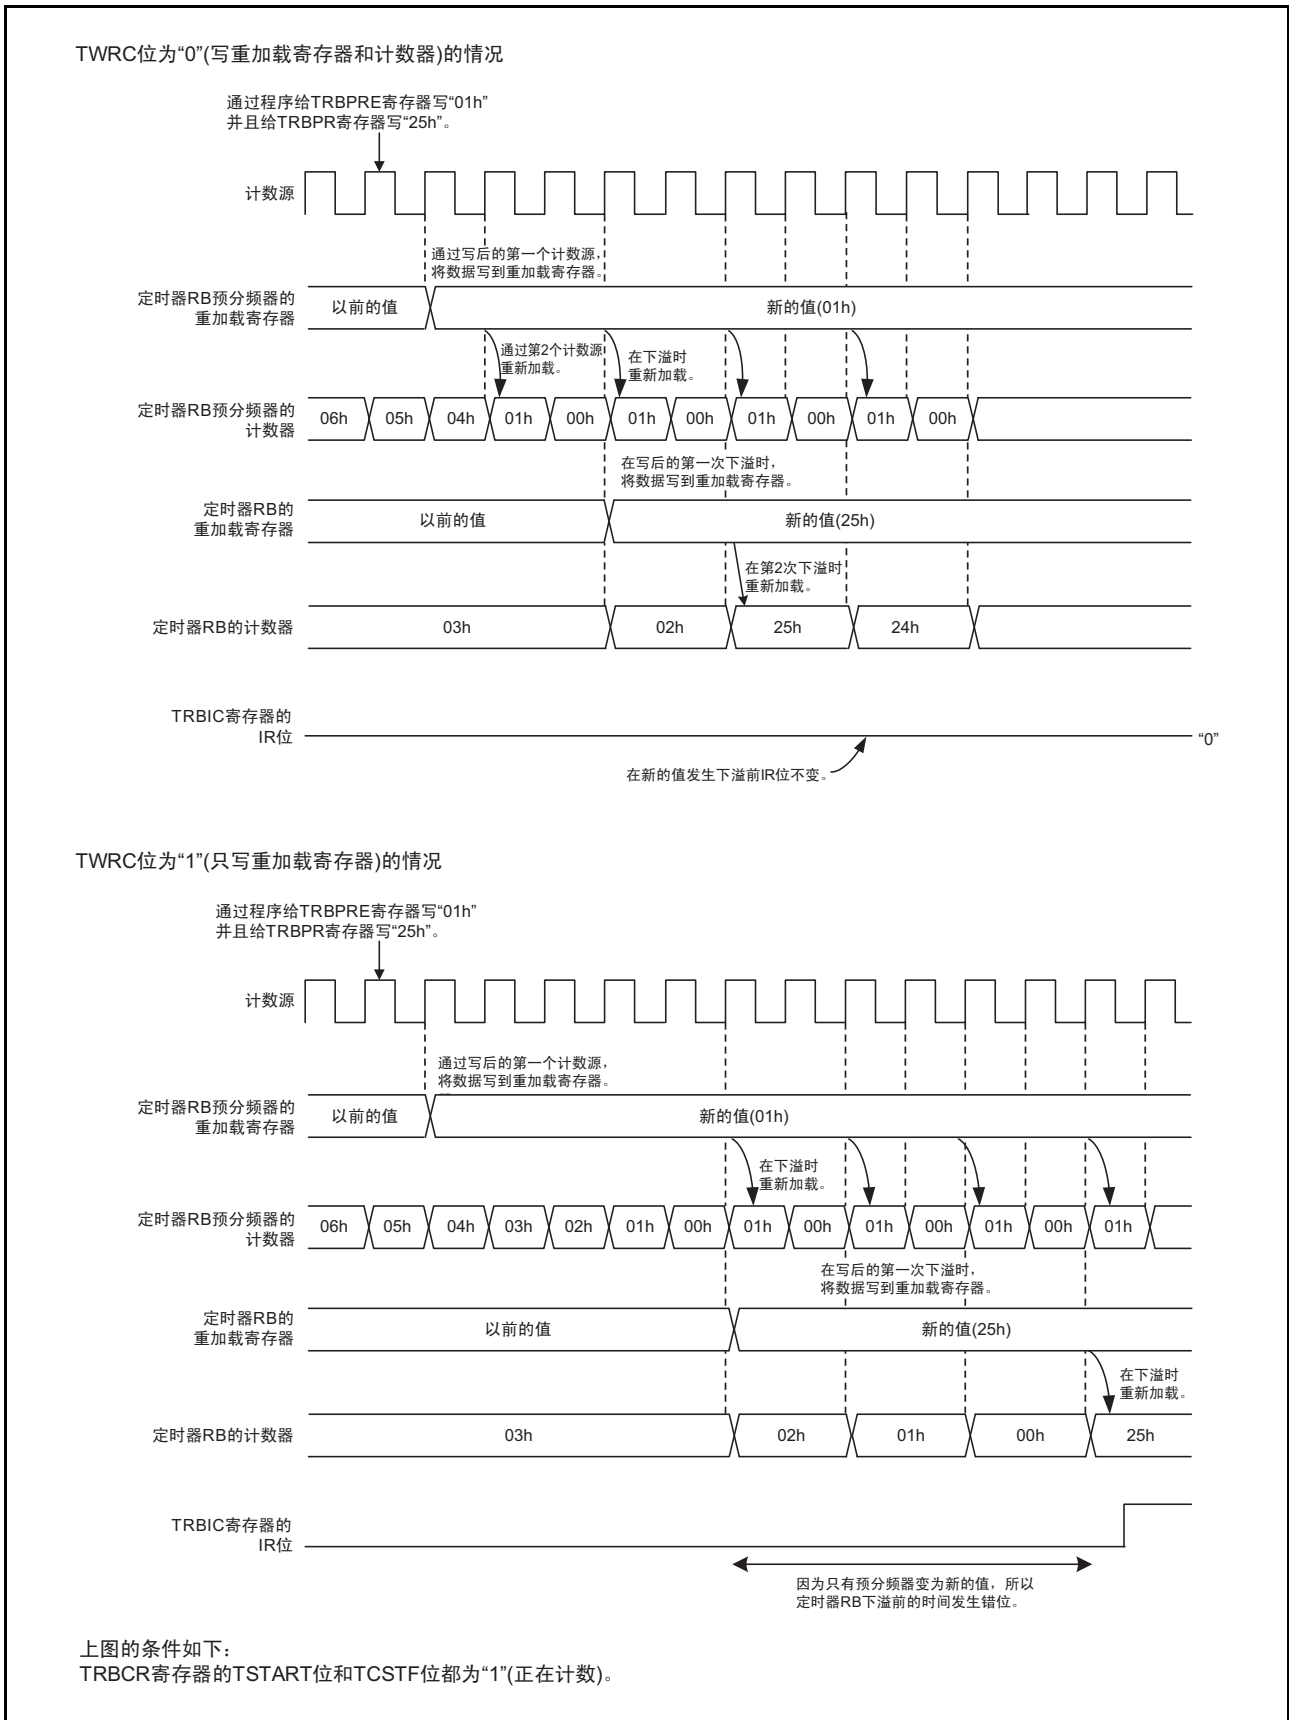 TWRC位为“0”(写重加载寄存器和计数器)的情况
通过程序给TRBPRE寄存器写“01h”
并且给TRBPR寄存器写“25h”。
计数源
通过写后的第一个计数源，
将数据写到重加载寄存器。
定时器RB预分频器的
重加载寄存器
以前的值
新的值(01h)
通过第2个计数源
重新加载。
在下溢时
重新加载。
定时器RB预分频器的
计数器
06h 05h 04h 01h 00h 01h 00h 01h 00h 01h 00h
在写后的第一次下溢时，
将数据写到重加载寄存器。
定时器RB的
重加载寄存器
以前的值
新的值(25h)
在第2次下溢时
重新加载。
定时器RB的计数器
03h 02h 25h 24h
TRBIC寄存器的
IR位
“0”
在新的值发生下溢前IR位不变。
TWRC位为“1”(只写重加载寄存器)的情况
通过程序给TRBPRE寄存器写“01h”
并且给TRBPR寄存器写“25h”。
计数源
通过写后的第一个计数源，
将数据写到重加载寄存器。
定时器RB预分频器的
重加载寄存器
以前的值
新的值(01h)
在下溢时
重新加载。
定时器RB预分频器的
计数器
06h 05h 04h 03h 02h 01h 00h 01h 00h 01h 00h 01h 00h 01h
在写后的第一次下溢时，
将数据写到重加载寄存器。
定时器RB的
重加载寄存器
以前的值
新的值(25h)
在下溢时
重新加载。
定时器RB的计数器
03h 02h 01h 00h 25h
TRBIC寄存器的
IR位
因为只有预分频器变为新的值，所以
定时器RB下溢前的时间发生错位。
上图的条件如下：
TRBCR寄存器的TSTART位和TCSTF位都为“1”(正在计数)。